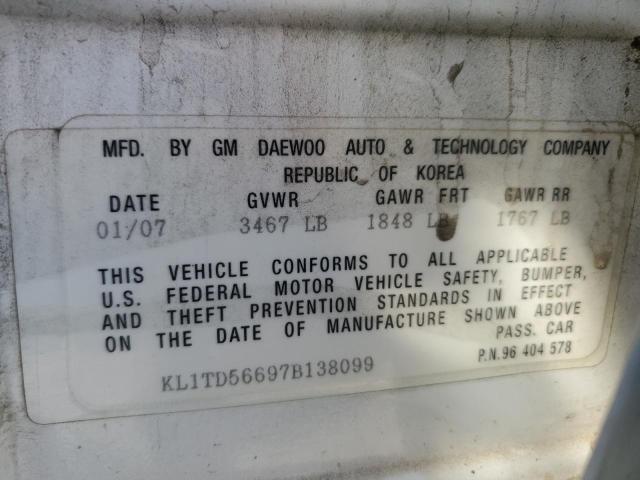 MFD. BY GM DAEWOO AUTO & TECHNOLOGY COMPANY
REPUBLIC OF KOREA
DATE GVWR GAWR FRT GAWR RR
01/07 3467 LB 1848 LB 1767 LB
THIS VEHICLE CONFORMS TO ALL APPLICABLE
U.S. FEDERAL MOTOR VEHICLE SAFETY, BUMPER,
AND THEFT PREVENTION STANDARDS IN EFFECT
ON THE DATE OF MANUFACTURE SHOWN ABOVE
PASS. CAR
KL1TD56697B138099
P.N.96 404 578